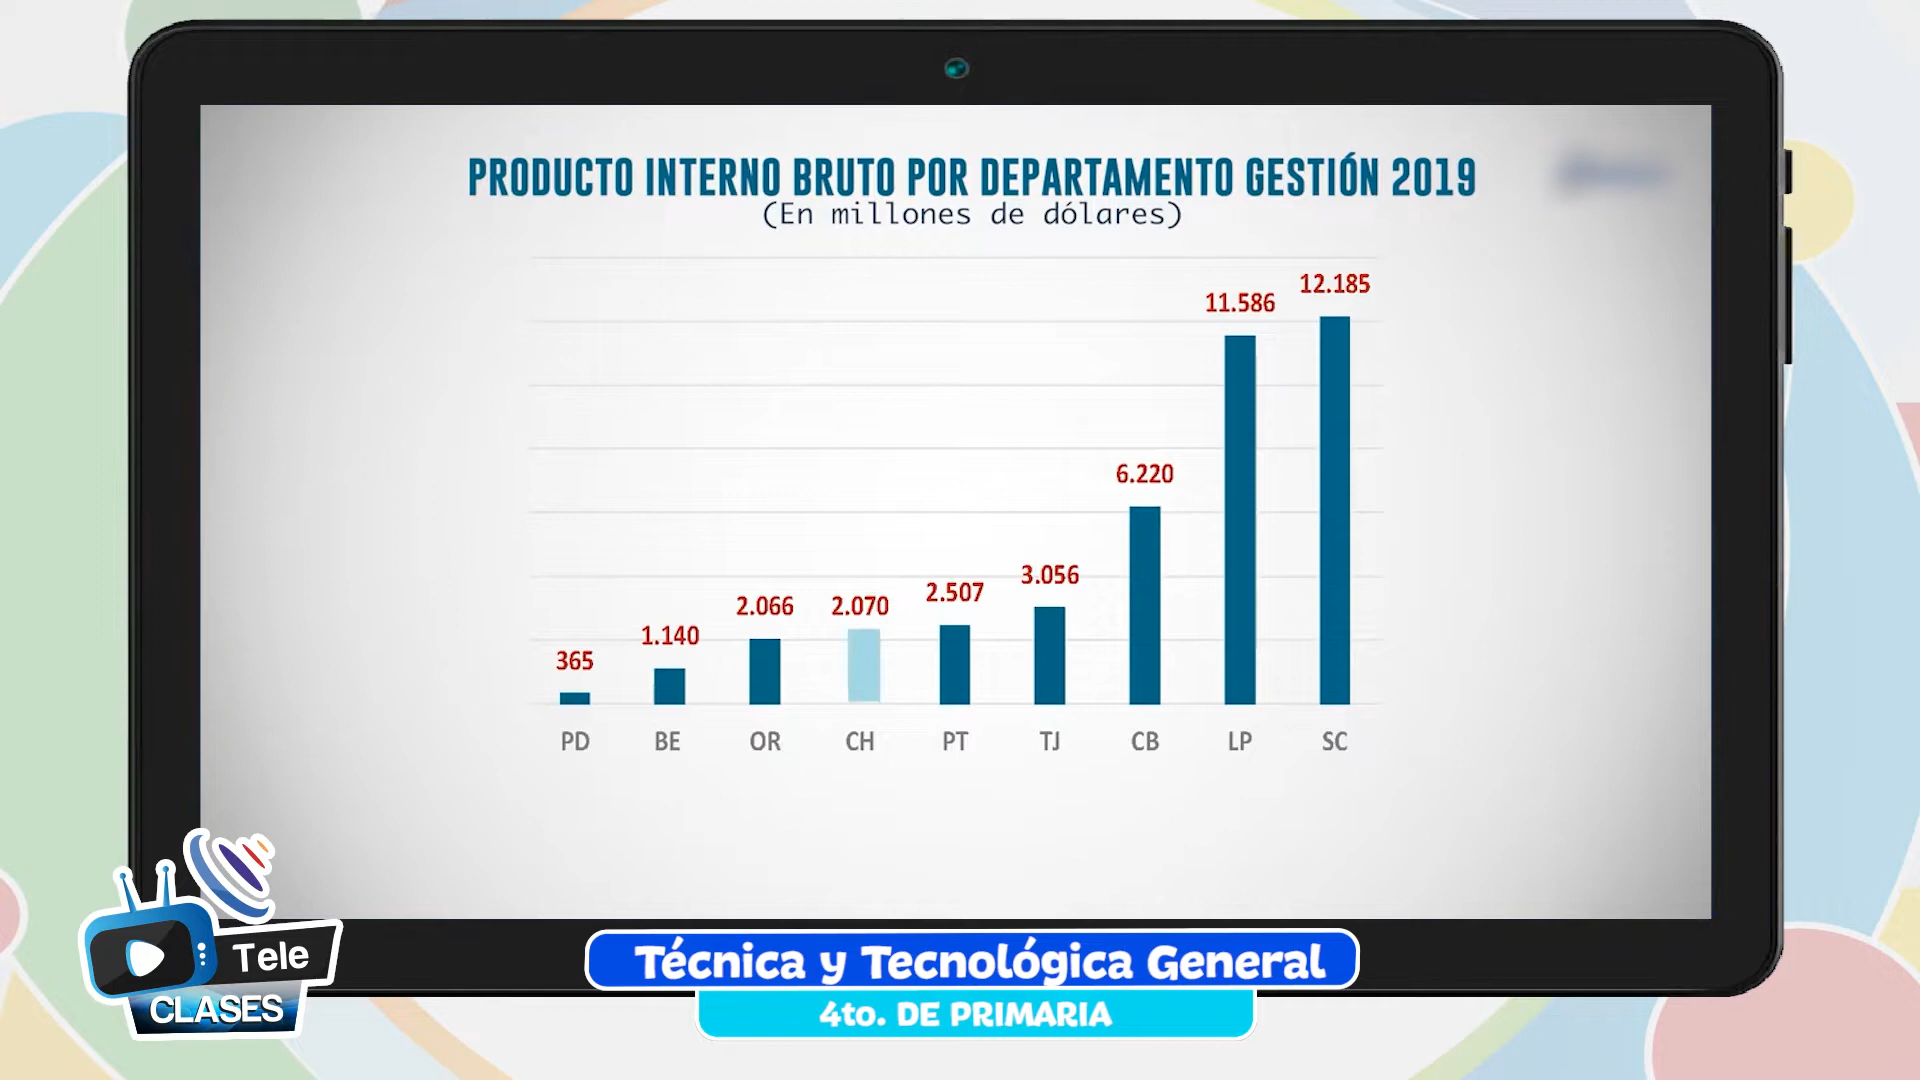 PRODUCTO INTERNO BRUTO POR DEPARTAMENTO GESTIÓN 2019
(En millones de dólares)
12.185
11.586
6.220
3.056
2.507
2.070
2.066
1.140
365
PD BE OR CH PT TJ CB LP SC
Tele
CLASES
Técnica y Tecnológica General
4to. DE PRIMARIA